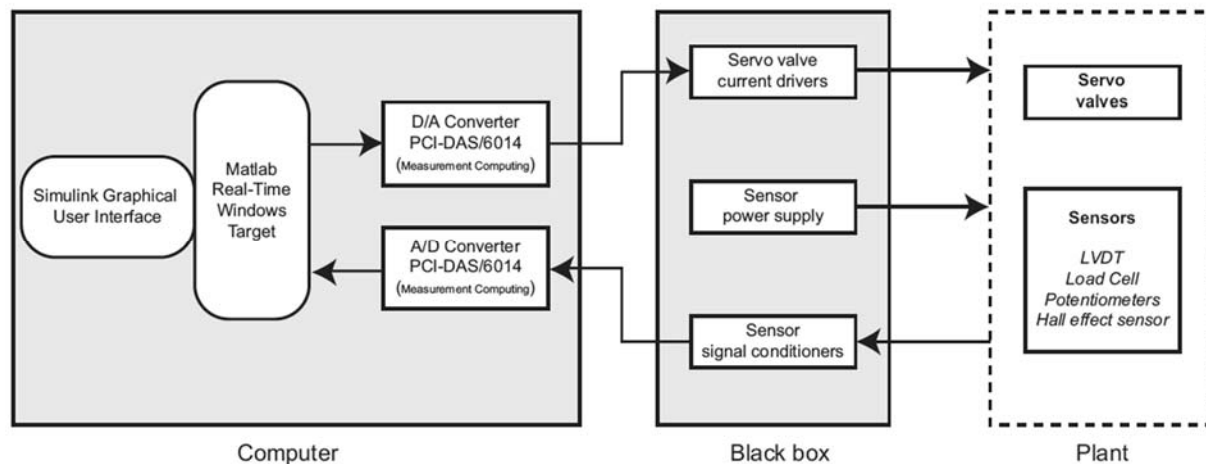 Simulink Graphical
User Interface
Matlab
Real-Time
Windows
Target
D/A Converter
PCI-DAS/6014
(Measurement Computing)
A/D Converter
PCI-DAS/6014
(Measurement Computing)
Computer
Servo valve
current drivers
Sensor
power supply
Sensor
signal conditioners
Black box
Servo
valves
Sensors
LVDT
Load Cell
Potentiometers
Hall effect sensor
Plant